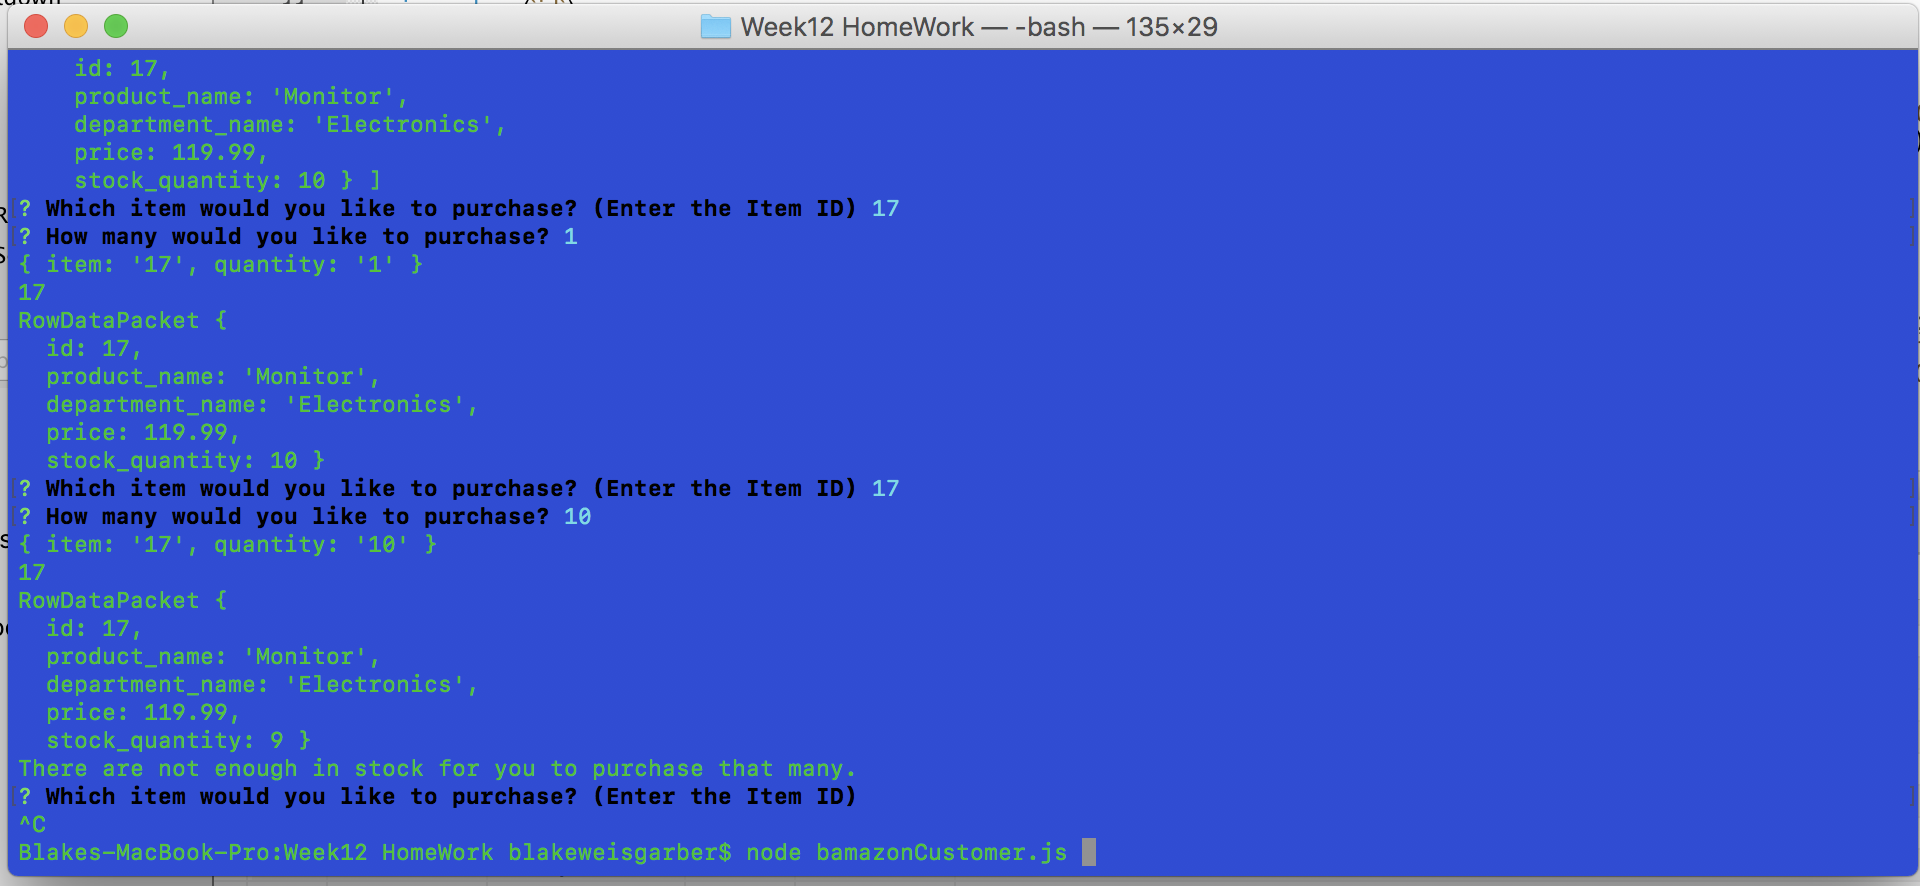 Week12 HomeWork — -bash — 135×29
id: 17,
product_name: 'Monitor',
department_name: 'Electronics',
price: 119.99,
stock_quantity: 10 } ]
? Which item would you like to purchase? (Enter the Item ID) 17
? How many would you like to purchase? 1
{ item: '17', quantity: '1' }
17
RowDataPacket {
id: 17,
product_name: 'Monitor',
department_name: 'Electronics',
price: 119.99,
stock_quantity: 10 }
? Which item would you like to purchase? (Enter the Item ID) 17
? How many would you like to purchase? 10
{ item: '17', quantity: '10' }
17
RowDataPacket {
id: 17,
product_name: 'Monitor',
department_name: 'Electronics',
price: 119.99,
stock_quantity: 9 }
There are not enough in stock for you to purchase that many.
? Which item would you like to purchase? (Enter the Item ID)
^C
Blakes-MacBook-Pro:Week12 HomeWork blakeweisgarber$ node bamazonCustomer.js